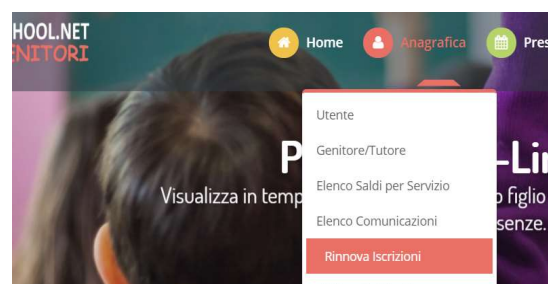 HOOL.NET
ENITORI
Home
Anagrafica
Pres
Utente
Genitore/Tutore
Elenco Saldi per Servizio
Elenco Comunicazioni
Rinnova Iscrizioni
P -Li
Visualizza in temp o figlio
senze.